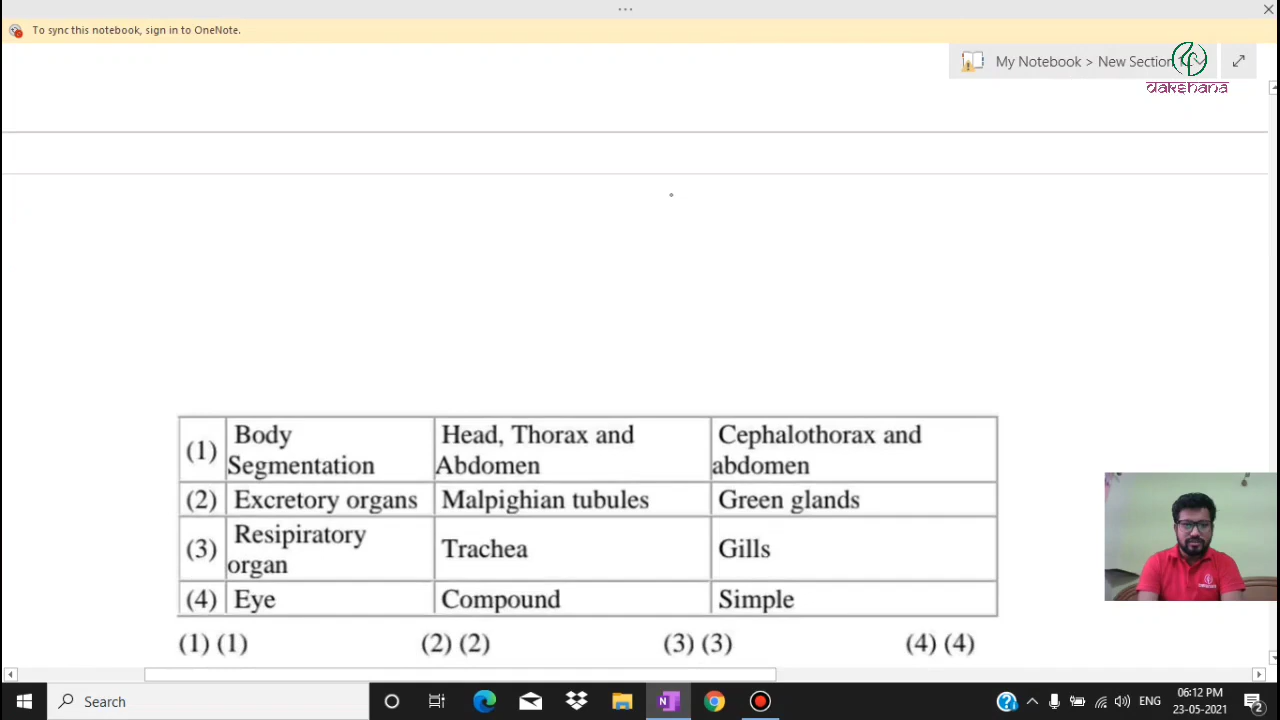 ...
To sync this notebook, sign in to OneNote.
My Notebook > New Section
dakshana
(1) Body Segmentation Head, Thorax and Abdomen Cephalothorax and abdomen
(2) Excretory organs Malpighian tubules Green glands
(3) Resipiratory organ Trachea Gills
(4) Eye Compound Simple
(1) (1) (2) (2) (3) (3) (4) (4)
Search
ENG
06:12 PM
23-05-2021
2